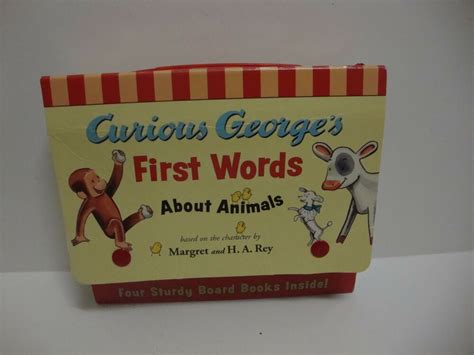 Curious George's
First Words
About Animals
based on the character by
Margret and H. A. Rey
Four Sturdy Board Books Inside!